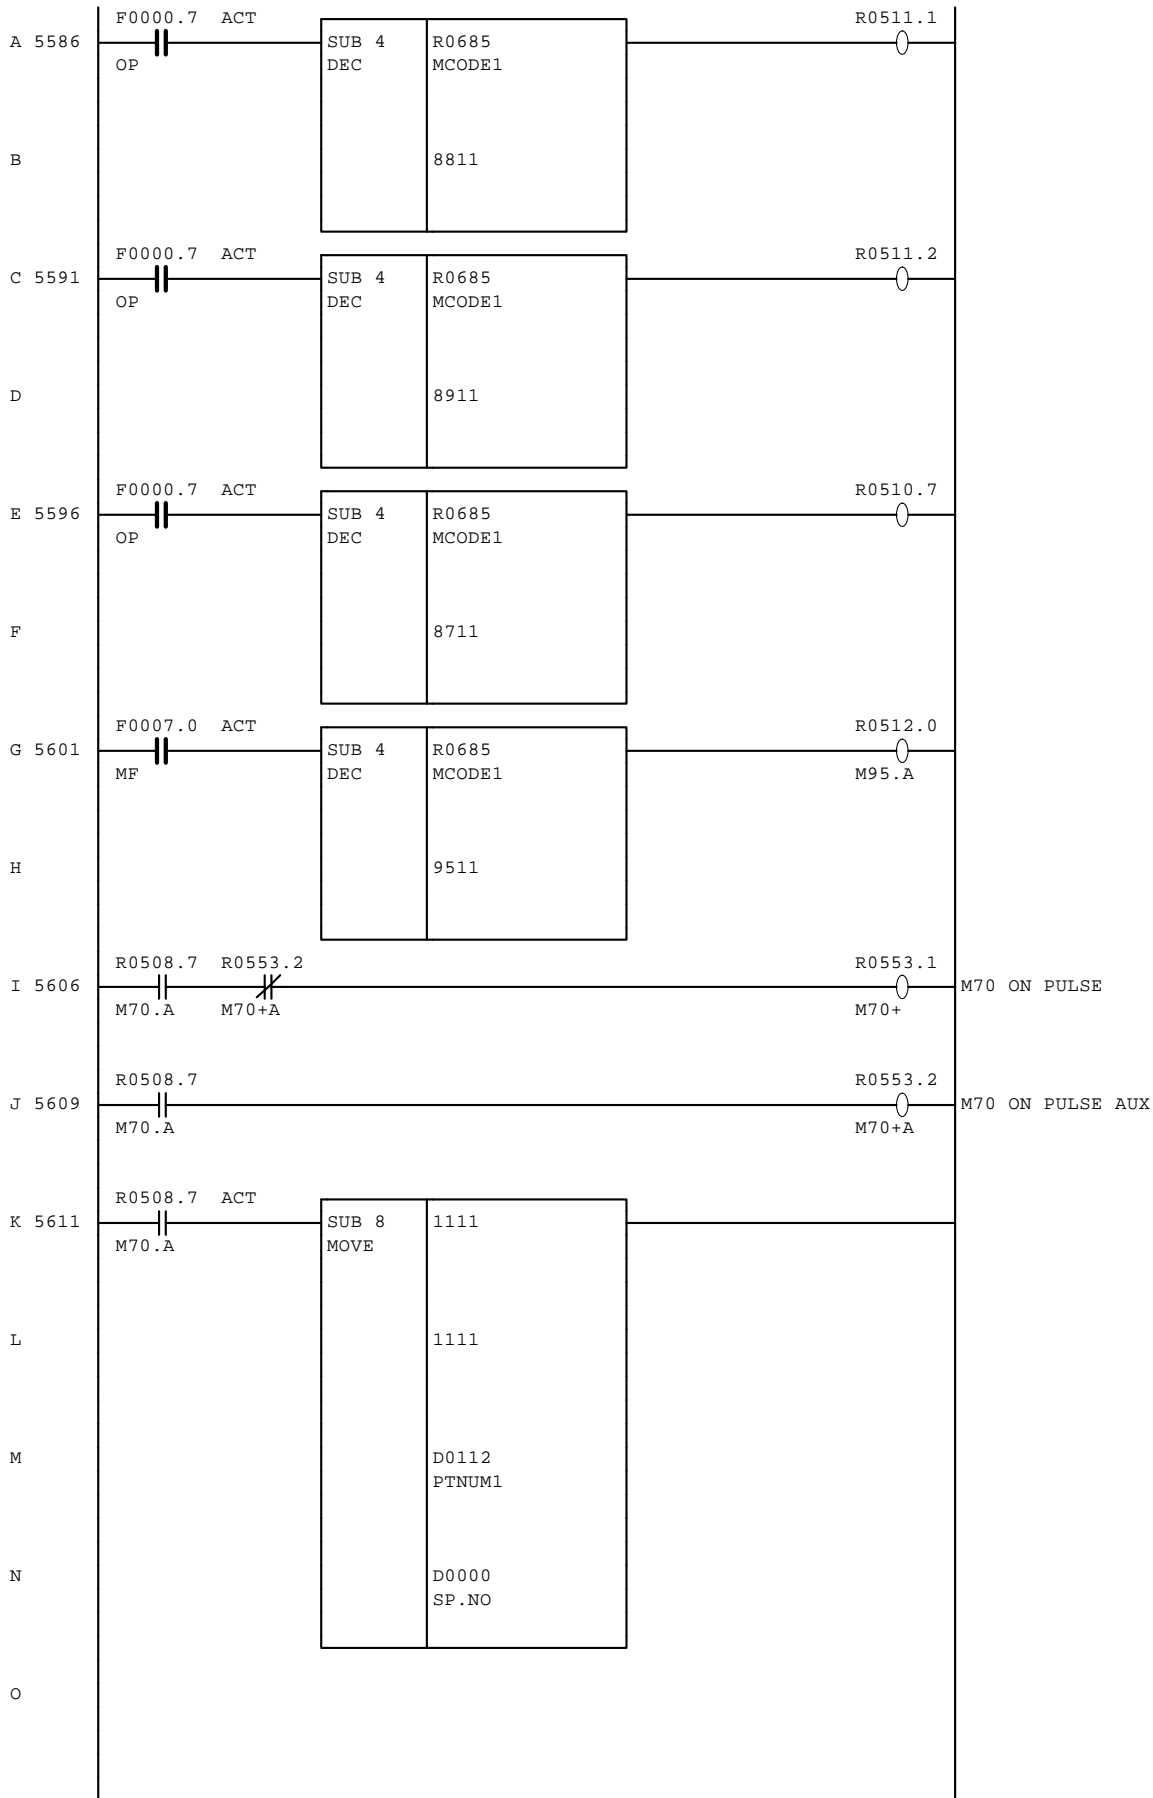 F0000.7 ACT R0511.1
A 5586 SUB 4 R0685
OP DEC MCODE1
B 8811
F0000.7 ACT R0511.2
C 5591 SUB 4 R0685
OP DEC MCODE1
D 8911
F0000.7 ACT R0510.7
E 5596 SUB 4 R0685
OP DEC MCODE1
F 8711
F0007.0 ACT R0512.0
G 5601 SUB 4 R0685
MF DEC MCODE1 M95.A
H 9511
R0508.7 R0553.2 R0553.1
I 5606 M70 ON PULSE
M70.A M70+A M70+
R0508.7 R0553.2
J 5609 M70 ON PULSE AUX
M70.A M70+A
R0508.7 ACT
K 5611 SUB 8 1111
M70.A MOVE
L 1111
M D0112
PTNUM1
N D0000
SP.NO
O